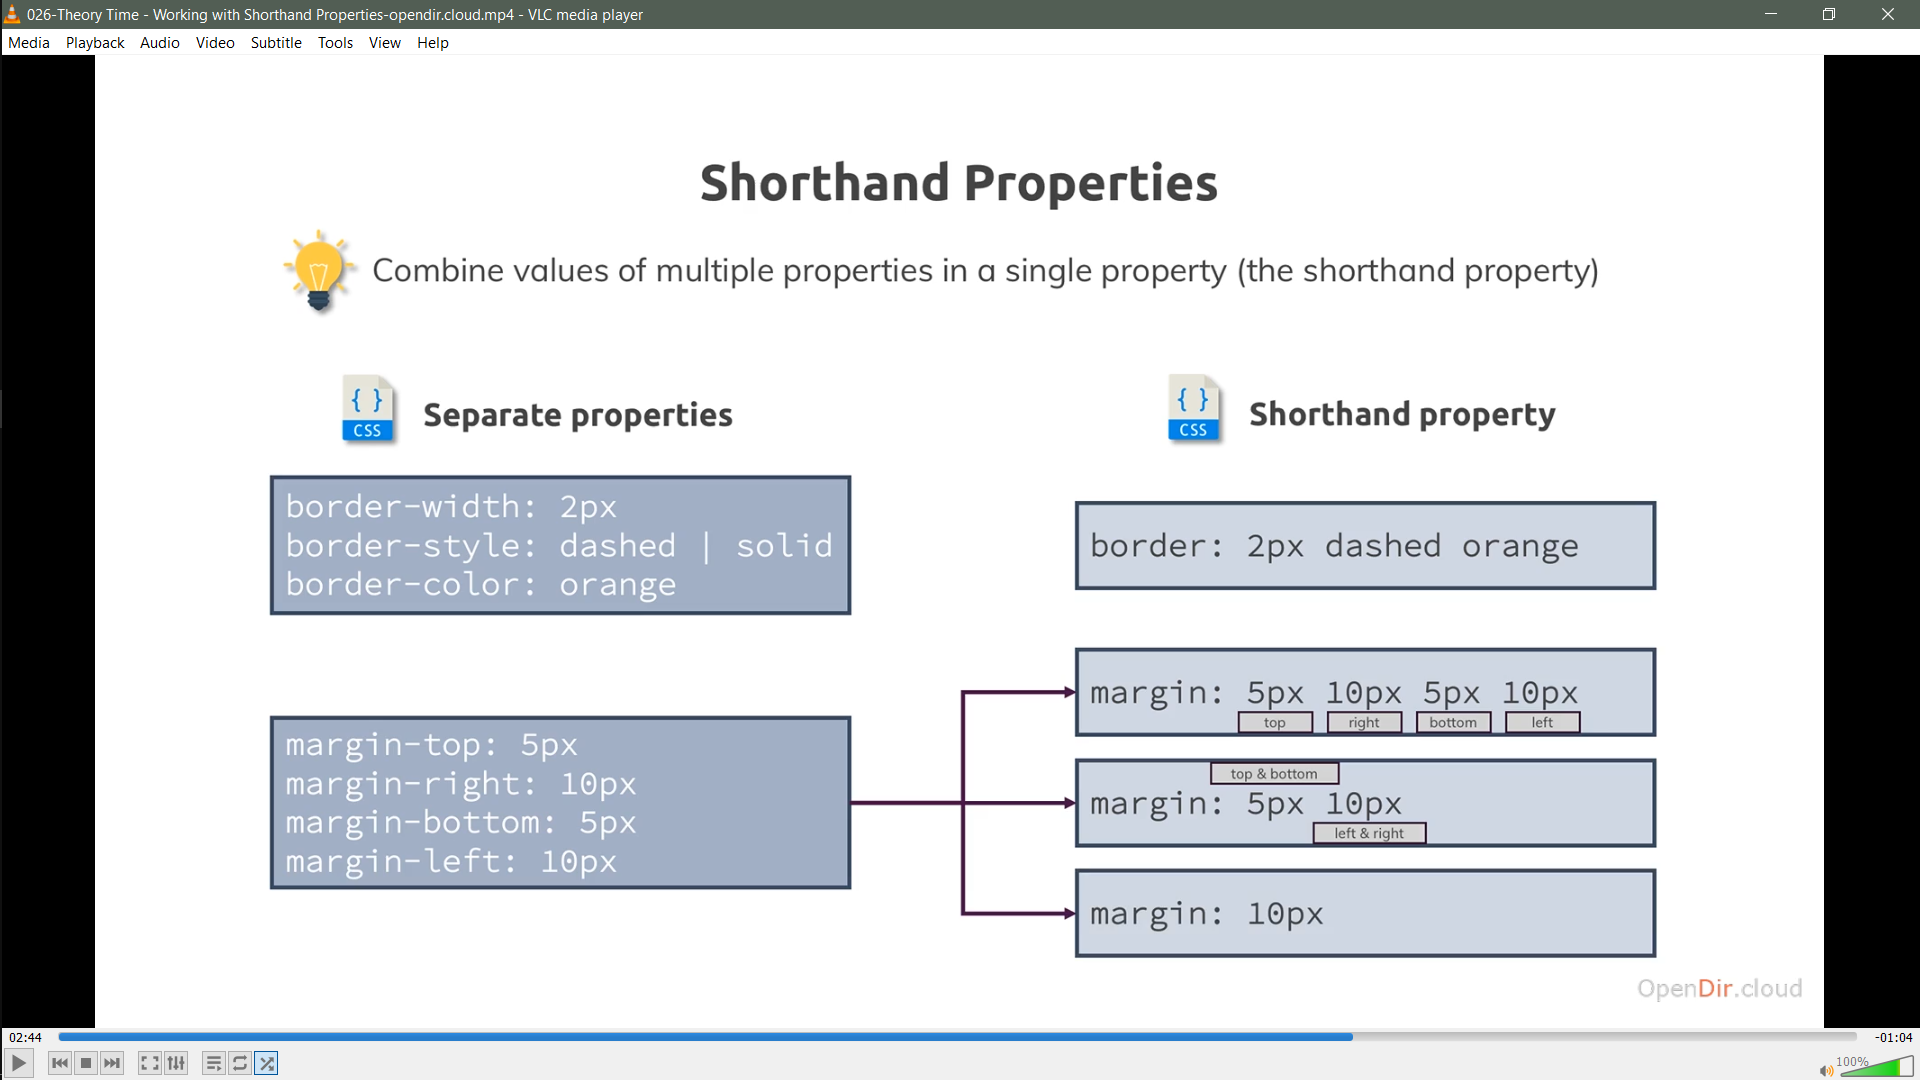 026-Theory Time - Working with Shorthand Properties-opendir.cloud.mp4 - VLC media player
Media Playback Audio Video Subtitle Tools View Help
Shorthand Properties
Combine values of multiple properties in a single property (the shorthand property)
{ } CSS Separate properties
border-width: 2px
border-style: dashed | solid
border-color: orange
margin-top: 5px
margin-right: 10px
margin-bottom: 5px
margin-left: 10px
{ } CSS Shorthand property
border: 2px dashed orange
margin: 5px 10px 5px 10px
top right bottom left
top & bottom
margin: 5px 10px
left & right
margin: 10px
OpenDir.cloud
02:44 -01:04
100%